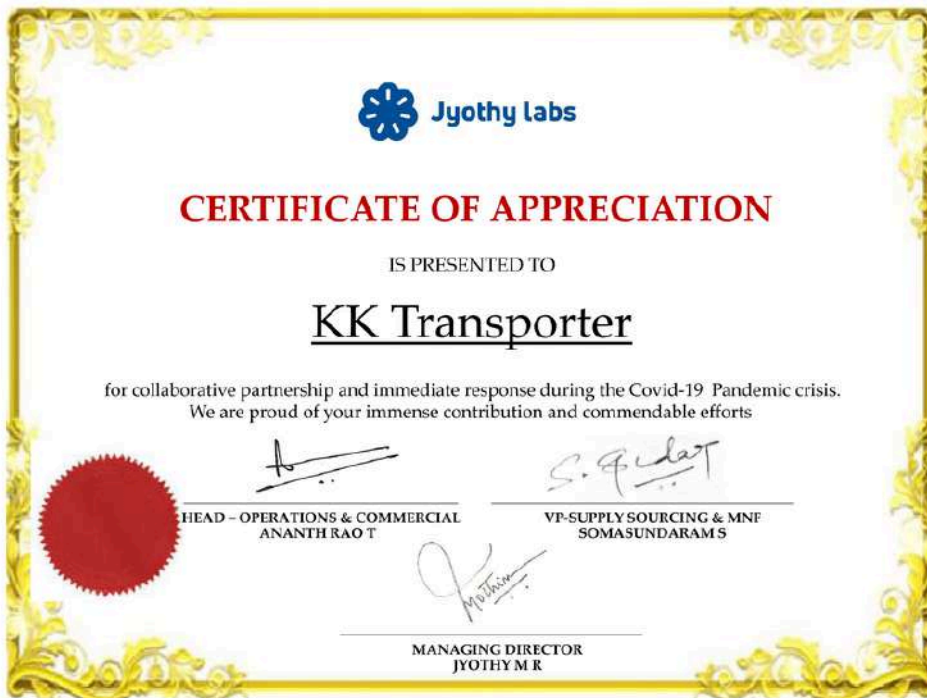 Jyothy Labs
CERTIFICATE OF APPRECIATION
IS PRESENTED TO
KK Transporter
for collaborative partnership and immediate response during the Covid-19 Pandemic crisis.
We are proud of your immense contribution and commendable efforts
HEAD – OPERATIONS & COMMERCIAL
ANANTH RAO T
VP-SUPPLY SOURCING & MNF
SOMASUNDARAM S
MANAGING DIRECTOR
JYOTHY M R